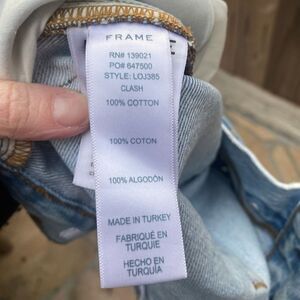 FRAME
RN# 139021
PO# 647500
STYLE: LOJ385
CLASH
100% COTTON
100% COTON
100% ALGODÓN
MADE IN TURKEY
FABRIQUÉ EN
TURQUIE
HECHO EN
TURQUÍA